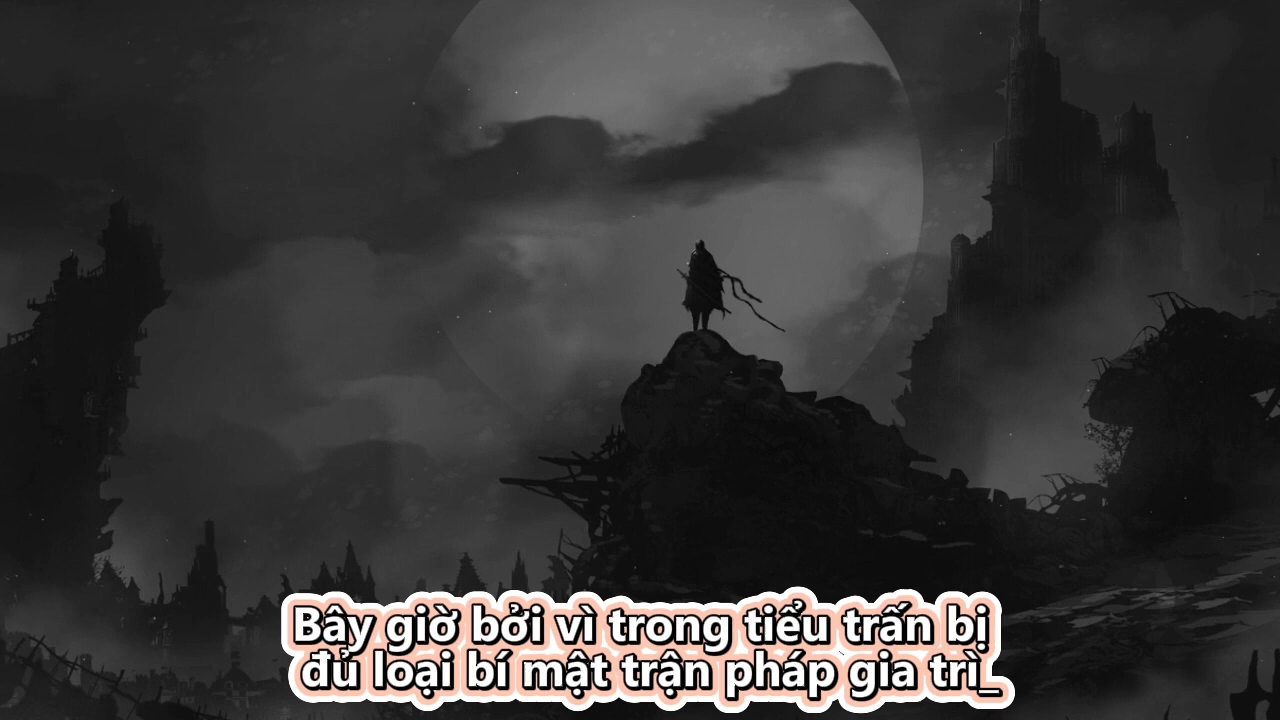 Bây giờ bởi vì trong tiểu trấn bị
đủ loại bí mật trận pháp gia trì_